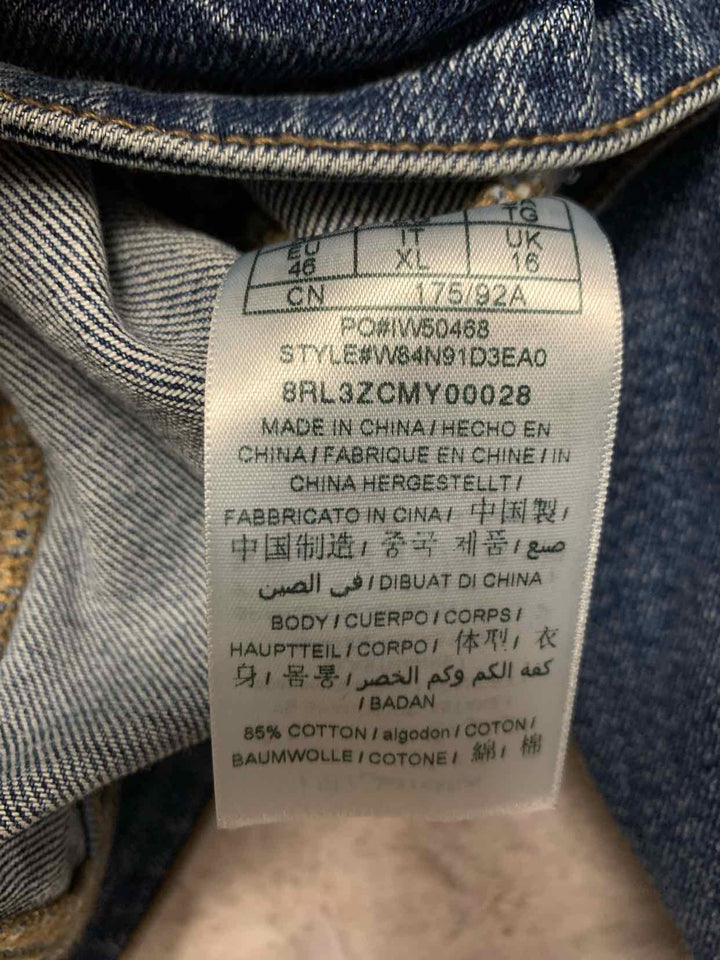 TG
EU IT UK
46 XL 16
CN 175/92A
PO#IW50468
STYLE#W84N91D3EA0
8RL3ZCMY00028
MADE IN CHINA / HECHO EN
CHINA / FABRIQUE EN CHINE / IN
CHINA HERGESTELLT /
FABBRICATO IN CINA / 中国製 /
中国制造 / 중국 제품 / صنع
في الصين / DIBUAT DI CHINA
BODY / CUERPO / CORPS /
HAUPTTEIL / CORPO / 体型 / 衣
身 / 몸통 / كفه الكم وكم الخصر
/ BADAN
85% COTTON / algodon / COTON /
BAUMWOLLE / COTONE / 綿 / 棉